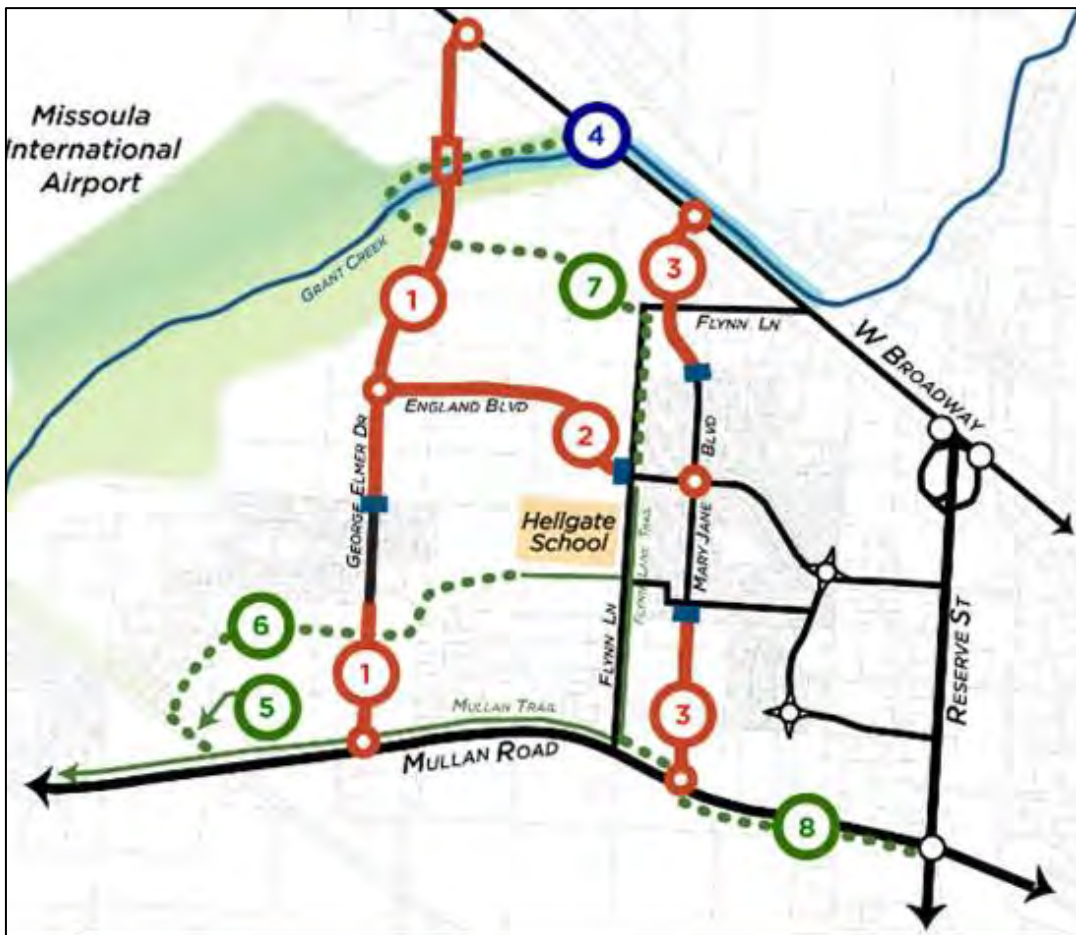 Missoula
International
Airport
4
3
GRANT CREEK
1
7
FLYNN LN
W BROADWAY
ENGLAND BLVD
2
BLVD
GEORGE ELMER DR
Hellgate
School
FLYNN LANE TRAIL
MARY JANE
6
1
5
FLYNN LN
3
RESERVE ST
MULLAN TRAIL
MULLAN ROAD
8